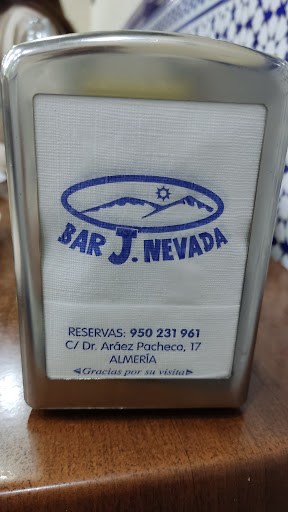 BAR J. NEVADA
RESERVAS: 950 231 961
C/ Dr. Aráez Pacheco, 17
ALMERÍA
Gracias por su visita